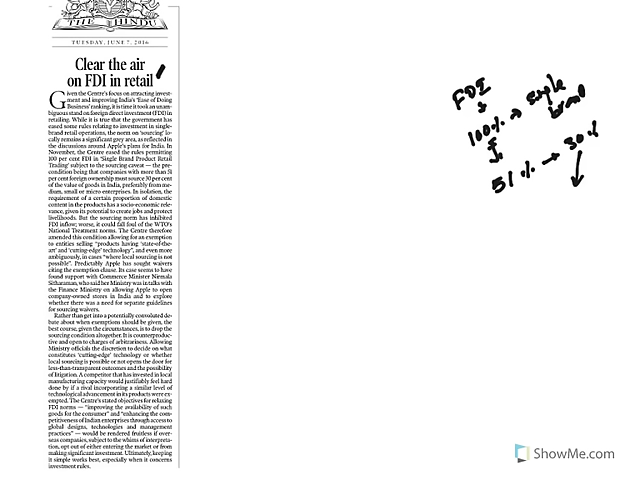 THE HINDU
TUESDAY, JUNE 7, 2016
Clear the air
on FDI in retail
Given the Centre's focus on attracting invest-
ment and improving India's 'Ease of Doing
Business' ranking, it is time it took an unam-
biguous stand on foreign direct investment (FDI) in
retailing. While it is true that the government has
eased some rules regarding to investment in single-
brand retail operations, the norm on 'sourcing' lo-
cally remains a significant grey area, as reflected in
the discussions around Apple's plans for India. In
November, the Centre eased the rules permitting
100 per cent FDI in 'Single Brand Product Retail
Trading' subject to the sourcing caveat — the pre-
condition being that companies with more than 51
per cent foreign ownership must source 30 per cent
of the value of goods in India, preferably from me-
dium, small or micro enterprises. In isolation, the
requirement of a certain proportion of domestic
content in the products has a socio-economic rele-
vance, given its potential to create jobs and protect
livelihoods. But the sourcing norm has inhibited
FDI inflow; worse, it could fall foul of the WTO's
National Treatment norms. The Centre therefore
amended this condition allowing for an exemption
to entities selling "products having 'state-of-the-
art' and 'cutting-edge' technology", and even more
ambiguously, in cases "where local sourcing is not
possible". Predictably Apple has sought waivers
citing the exemption clause. Its case seems to have
found support with Commerce Minister Nirmala
Sitharaman, who said her Ministry was in talks with
the Finance Ministry on allowing Apple to open
company-owned stores in India and to explore
whether there was a need for separate guidelines
for sourcing waivers.
Rather than get into a potentially convoluted de-
bate about when exemptions should be given, the
best course, given the circumstances, is to drop the
sourcing condition altogether. It is counterproduc-
tive and open to charges of arbitrariness. Allowing
Ministry officials the discretion to decide on what
constitutes 'cutting-edge' technology or whether
local sourcing is possible or not opens the door for
less-than-transparent outcomes and the possibility
of litigation. A competitor that has invested in local
manufacturing capacity would justifiably feel hard
done by if a rival incorporating a similar level of
technological advancement in its products were ex-
empted. The Centre's stated objectives for relaxing
FDI norms — "improving the availability of such
goods for the consumer" and "enhancing the com-
petitiveness of Indian enterprises through access to
global designs, technologies and management
practices" — would be rendered fruitless if over-
seas companies, subject to the whims of interpreta-
tion, opt out of either entering the market or from
making significant investment. Ultimately, keeping
it simple works best, especially when it concerns
investment rules.
FDI
100% → single
brand
51% → 30%
ShowMe.com